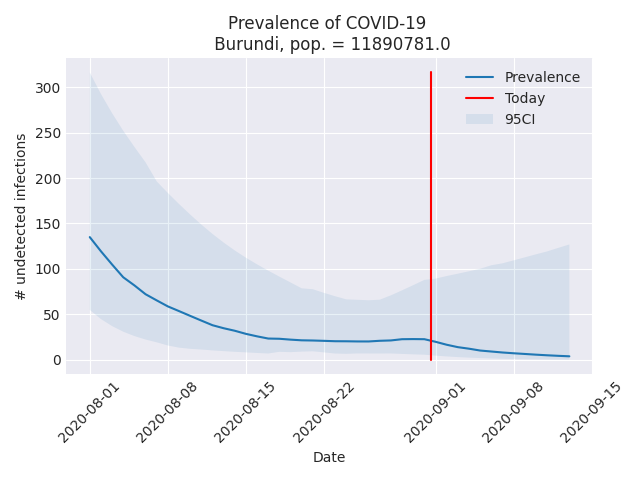 Prevalence of COVID-19
Burundi, pop. = 11890781.0
Prevalence
Today
95CI
# undetected infections
300
250
200
150
100
50
0
2020-08-01
2020-08-08
2020-08-15
2020-08-22
2020-09-01
2020-09-08
2020-09-15
Date